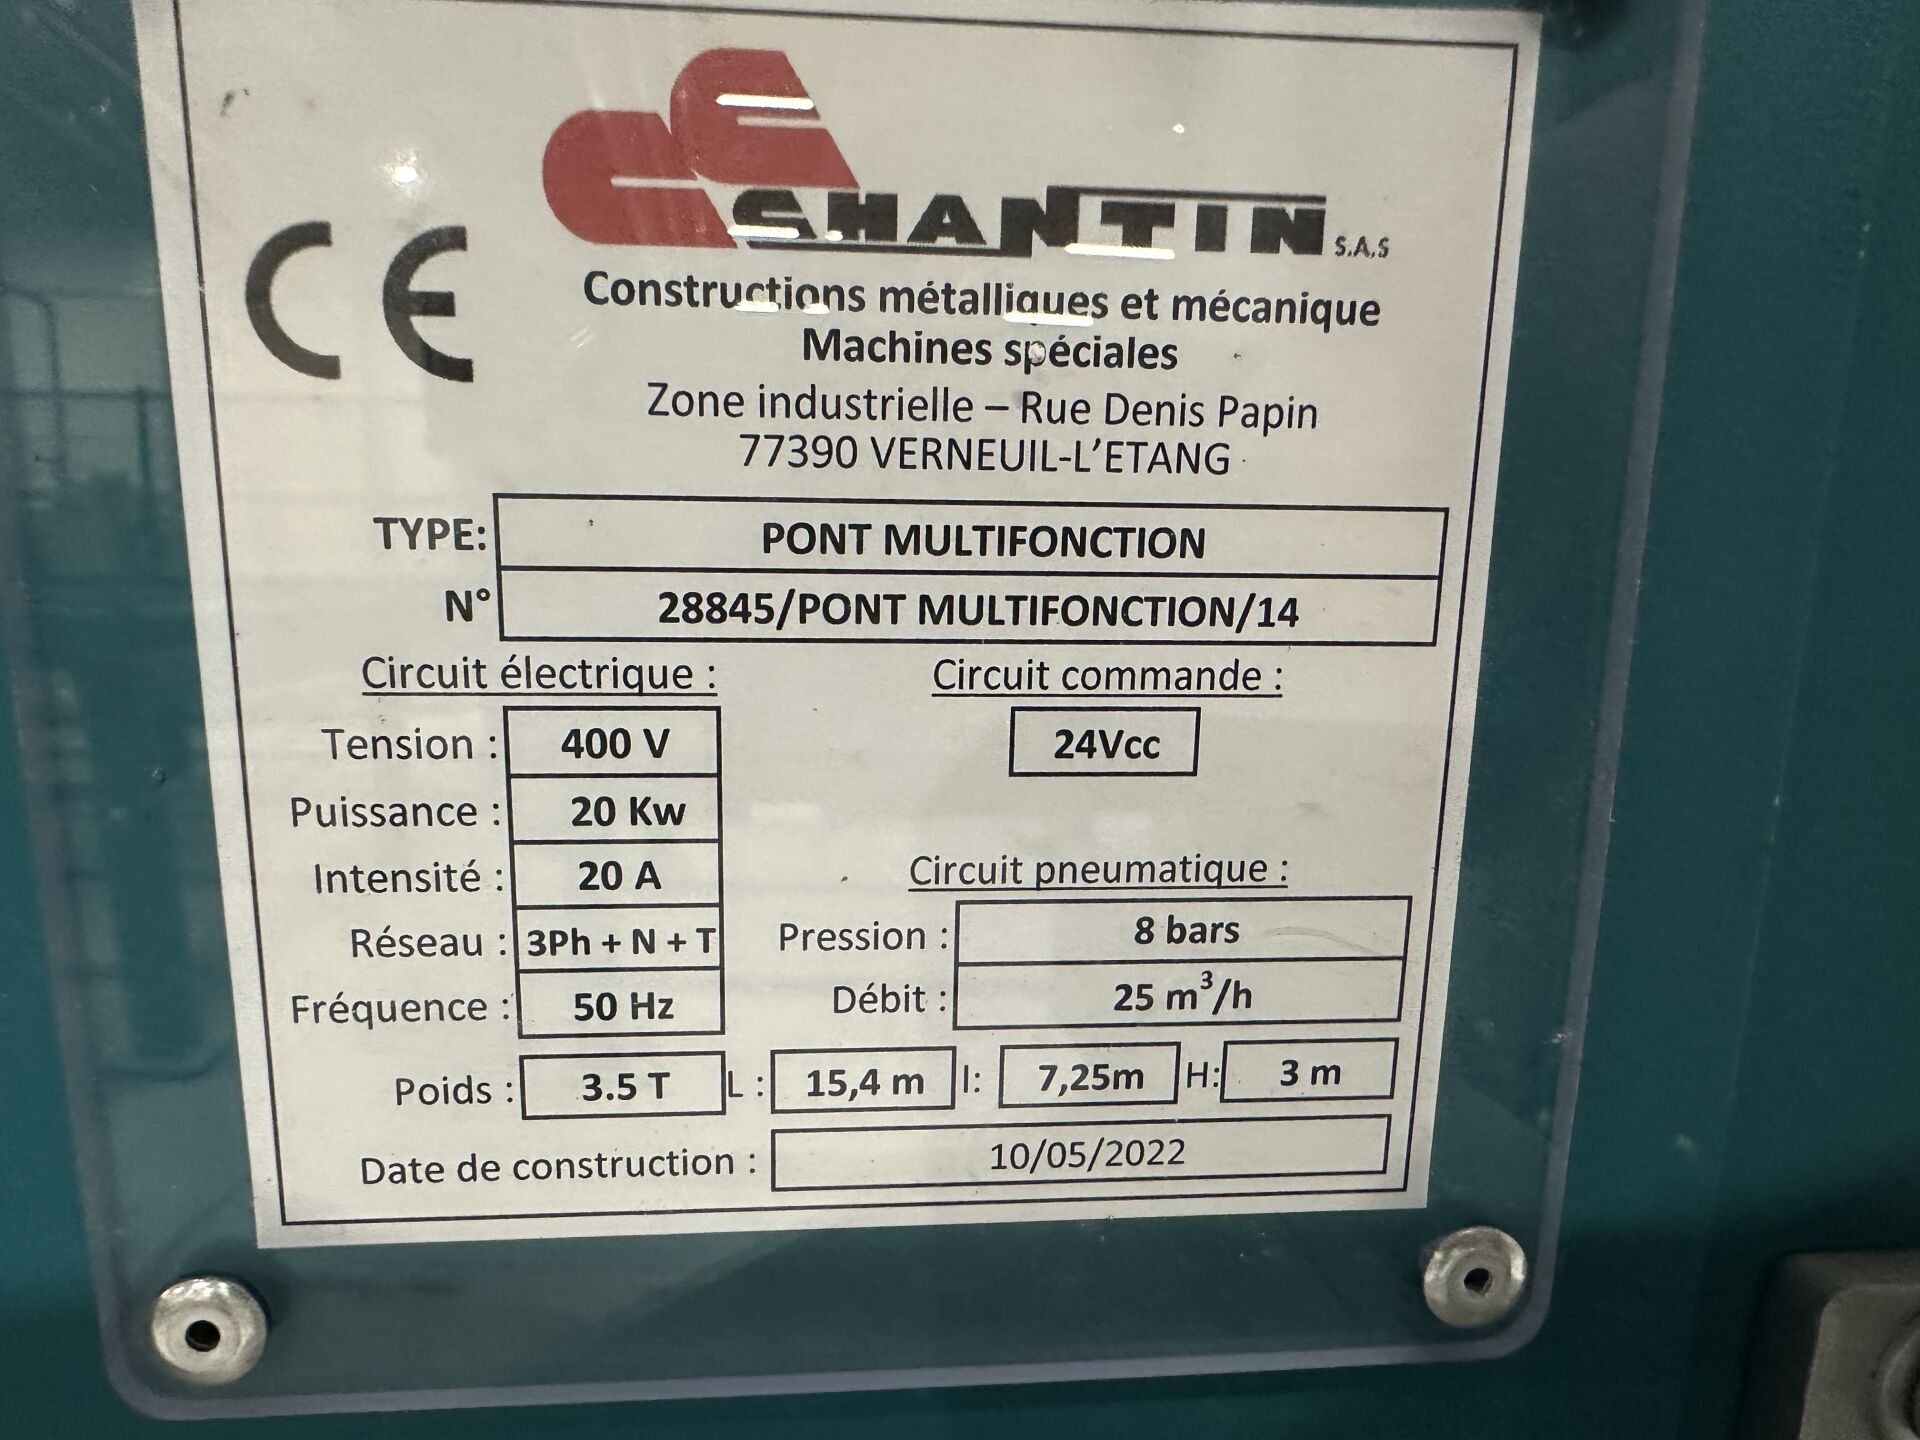 CE
SHANTIN S.A.S
Constructions métalliques et mécanique
Machines spéciales
Zone industrielle – Rue Denis Papin
77390 VERNEUIL-L'ETANG
TYPE: PONT MULTIFONCTION
N° 28845/PONT MULTIFONCTION/14
Circuit électrique :
Tension : 400 V
Puissance : 20 Kw
Intensité : 20 A
Réseau : 3Ph + N + T
Fréquence : 50 Hz
Circuit commande :
24Vcc
Circuit pneumatique :
Pression : 8 bars
Débit : 25 m³/h
Poids : 3.5 T L : 15,4 m l: 7,25m H: 3 m
Date de construction : 10/05/2022